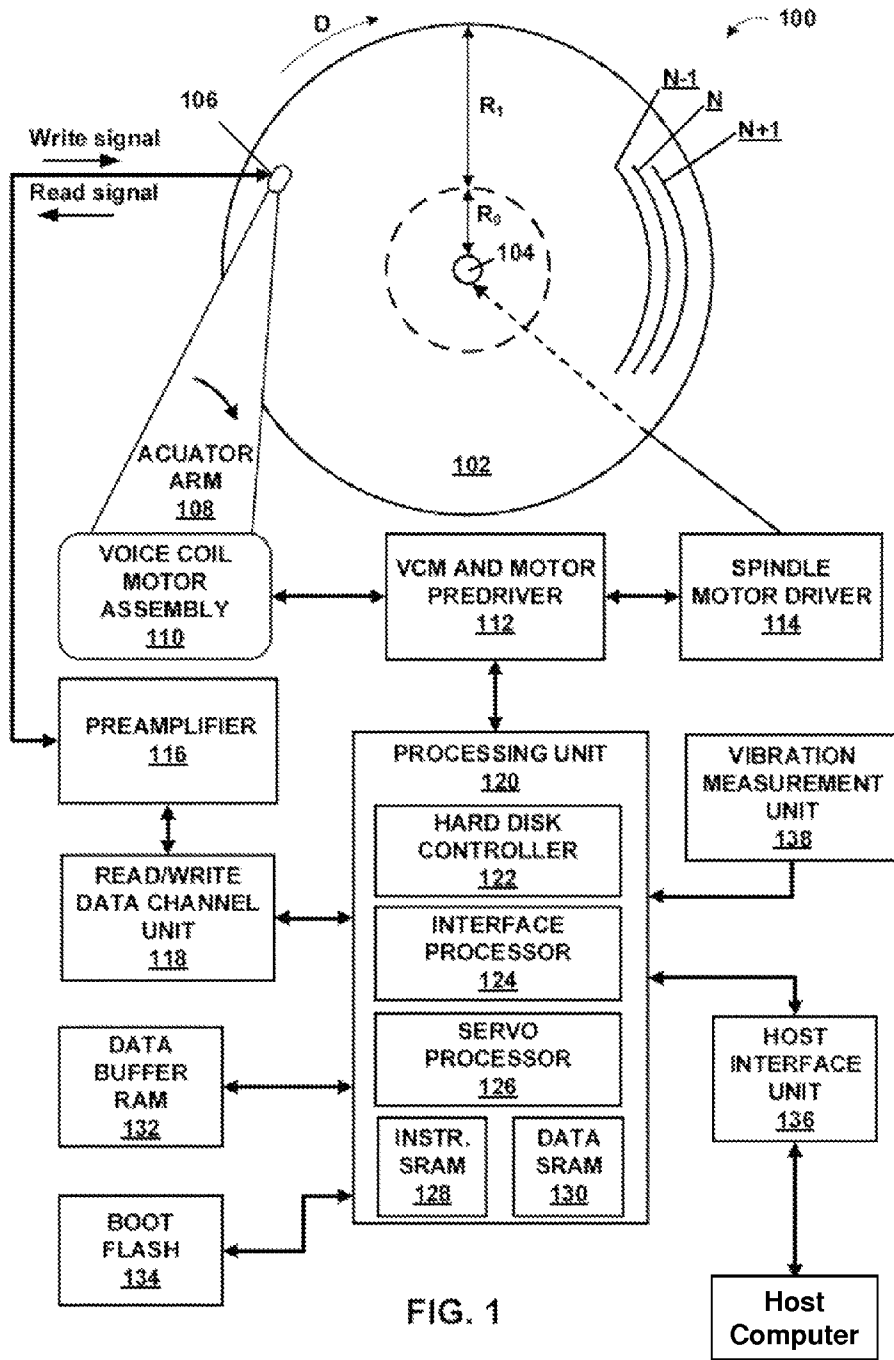 D
100
106
R₁
N-1
N
N+1
Write signal
Read signal
R₀
104
102
ACUATOR
ARM
108
VOICE COIL
MOTOR
ASSEMBLY
110
VCM AND MOTOR
PREDRIVER
112
SPINDLE
MOTOR DRIVER
114
PREAMPLIFIER
116
PROCESSING UNIT
120
VIBRATION
MEASUREMENT
UNIT
138
HARD DISK
CONTROLLER
122
READ/WRITE
DATA CHANNEL
UNIT
118
INTERFACE
PROCESSOR
124
SERVO
PROCESSOR
126
HOST
INTERFACE
UNIT
136
DATA
BUFFER
RAM
132
INSTR.
SRAM
128
DATA
SRAM
130
BOOT
FLASH
134
Host
Computer
FIG. 1